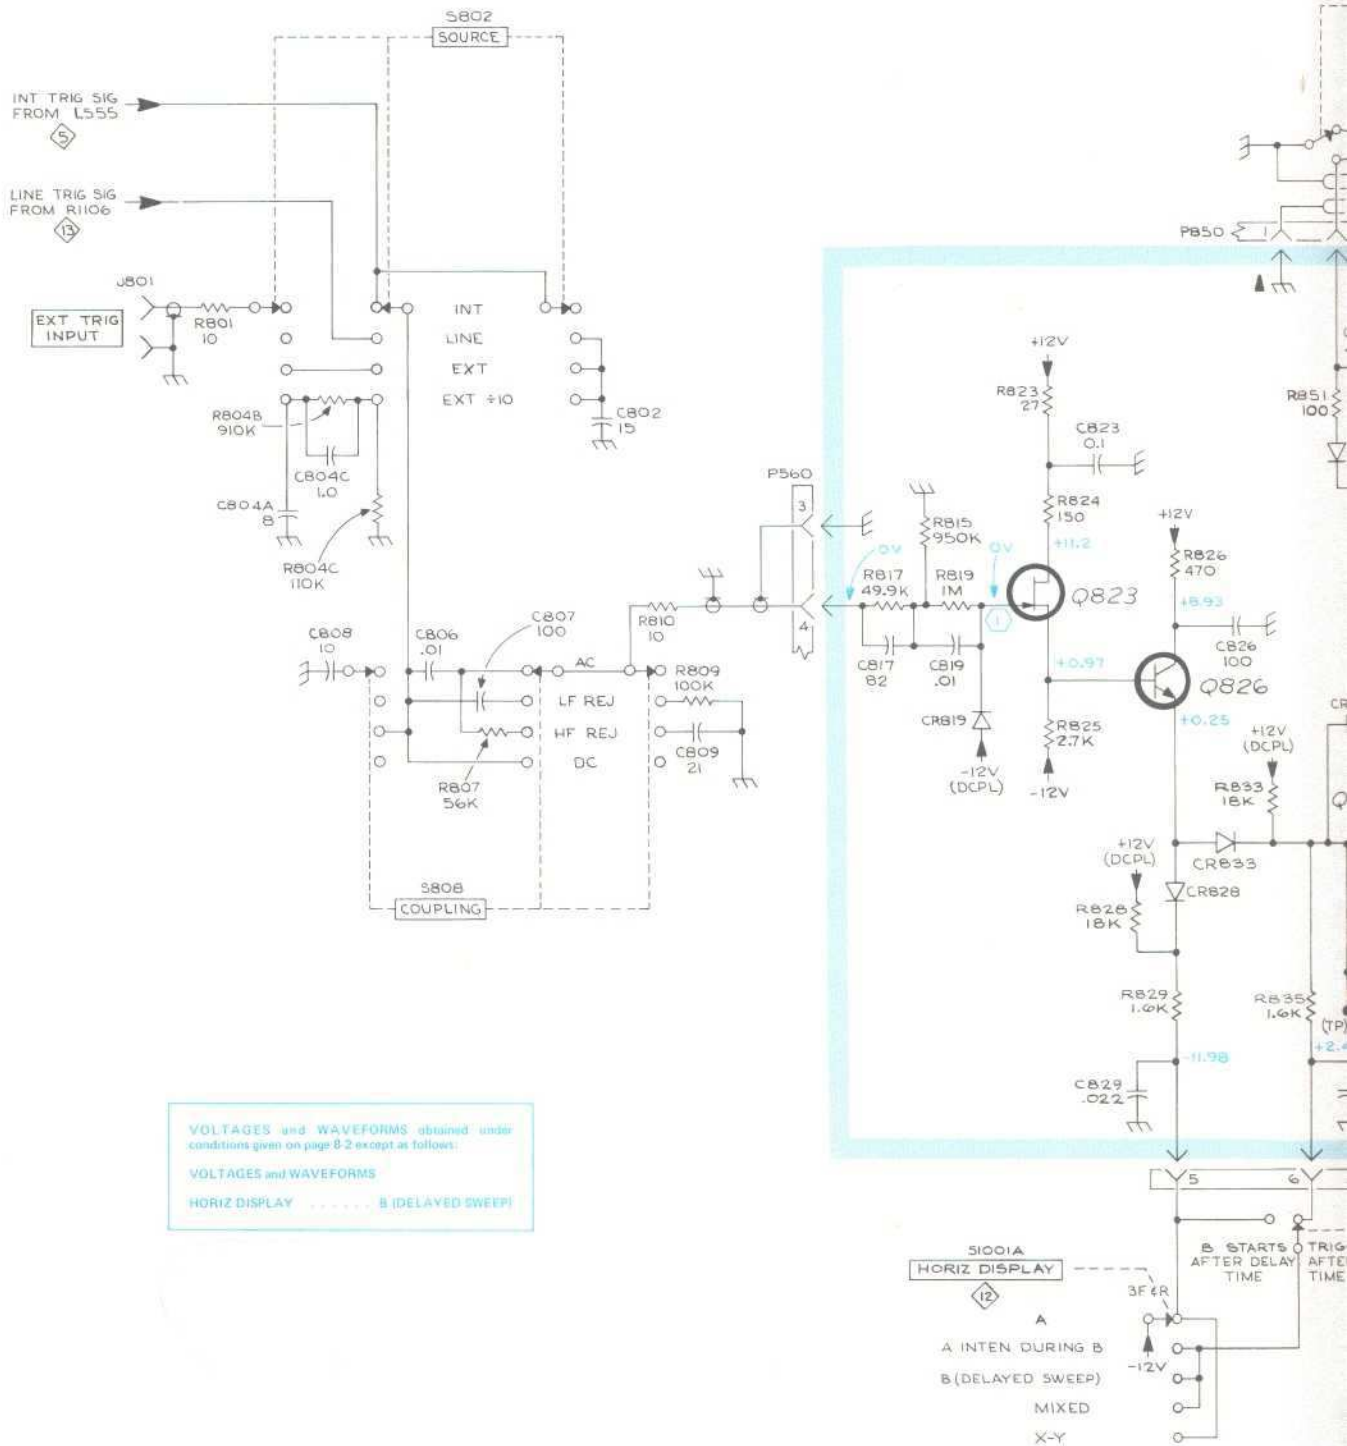 S802
SOURCE
INT TRIG SIG
FROM L555
5
LINE TRIG SIG
FROM R1106
13
J801
EXT TRIG
INPUT
R801
10
INT
LINE
EXT
EXT ÷10
R804B
910K
C804C
1.0
C804A
8
R804C
110K
C802
15
P850
1
+12V
R823
27
C823
0.1
R851
100
P560
3
4
R824
150
+11.2
R815
950K
0V
0V
R817
49.9K
R819
1M
Q823
1
+12V
R826
470
+8.93
C826
100
Q826
C817
82
C819
.01
+0.97
+0.25
CR819
-12V
(DCPL)
R825
2.7K
-12V
C808
10
C806
.01
C807
100
R810
10
AC
LF REJ
HF REJ
DC
R809
100K
C809
21
R807
56K
S808
COUPLING
+12V
(DCPL)
R833
18K
CR
Q
CR833
+12V
(DCPL)
CR828
R828
18K
R829
1.6K
R835
1.6K
(TP)
+2.4
-11.98
C829
.022
VOLTAGES and WAVEFORMS obtained under
conditions given on page 8-2 except as follows:
VOLTAGES and WAVEFORMS
HORIZ DISPLAY . . . . . . B (DELAYED SWEEP)
5
6
S1001A
HORIZ DISPLAY
12
3F&R
B STARTS
AFTER DELAY
TIME
TRIG
AFTE
TIME
A
A INTEN DURING B
B (DELAYED SWEEP)
MIXED
X-Y
-12V